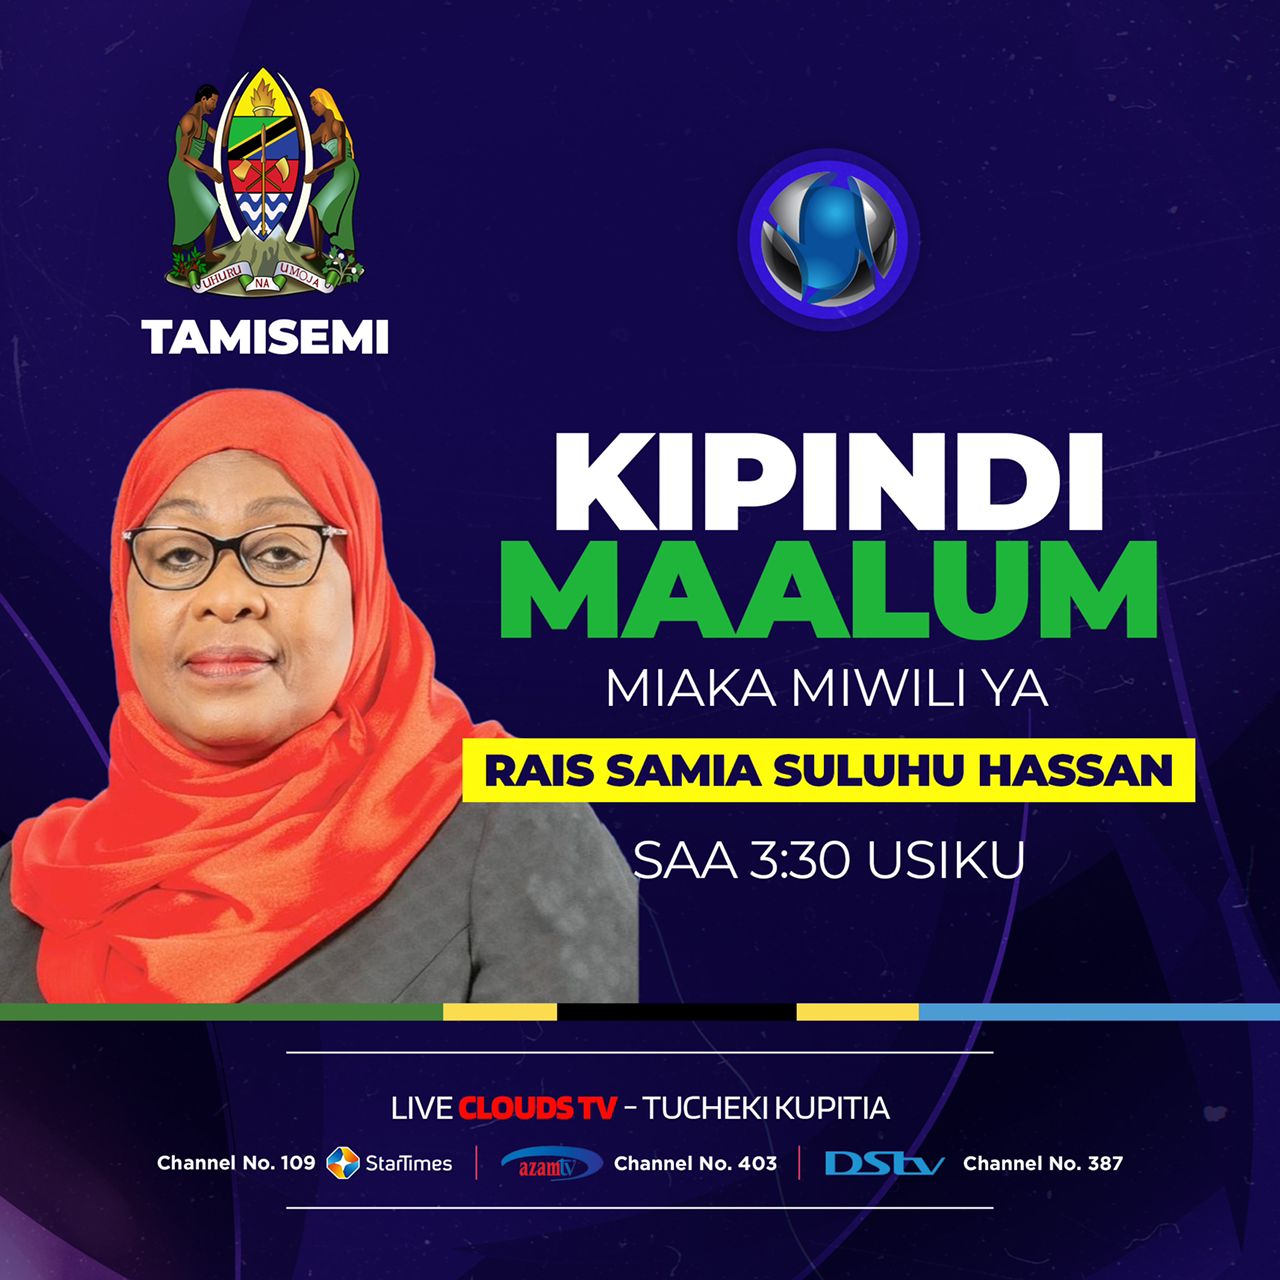 UHURU NA UMOJA
TAMISEMI
KIPINDI
MAALUM
MIAKA MIWILI YA
RAIS SAMIA SULUHU HASSAN
SAA 3:30 USIKU
LIVE CLOUDS TV - TUCHEKI KUPITIA
Channel No. 109 StarTimes azamtv Channel No. 403 DStv Channel No. 387